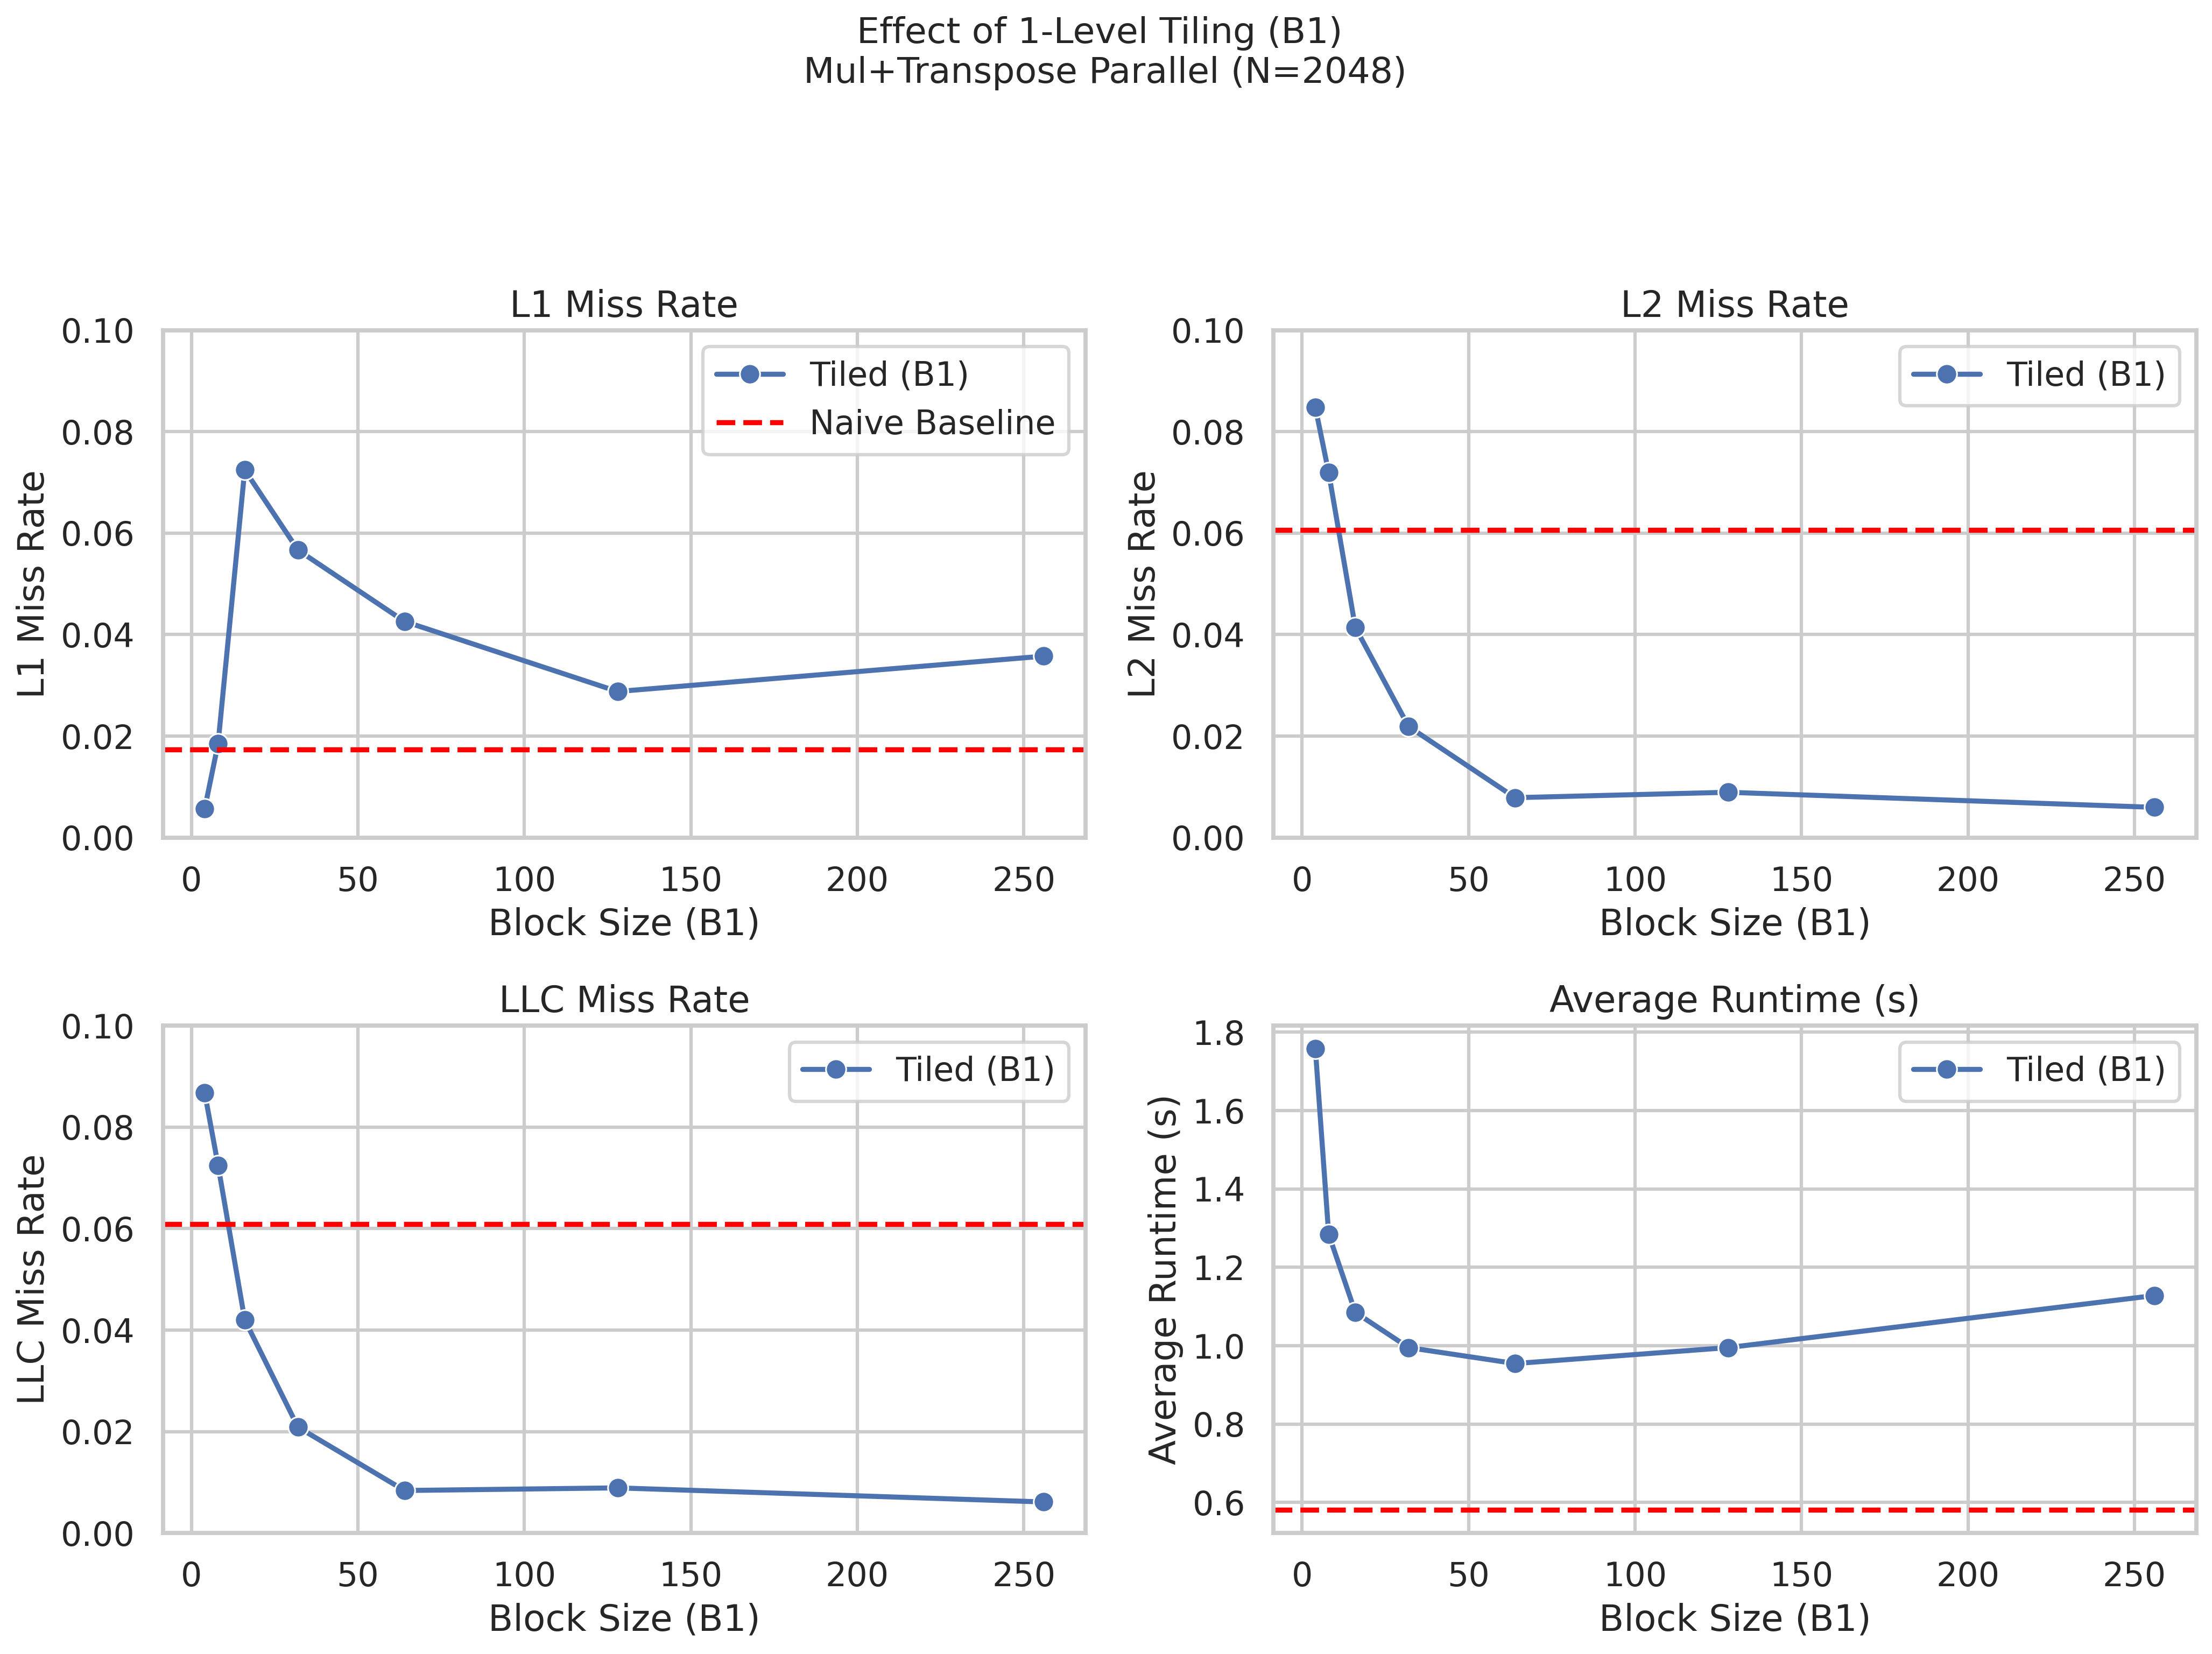 Effect of 1-Level Tiling (B1)
Mul+Transpose Parallel (N=2048)
L1 Miss Rate
L1 Miss Rate
0.10
0.08
0.06
0.04
0.02
0.00
Tiled (B1)
Naive Baseline
0 50 100 150 200 250
Block Size (B1)
L2 Miss Rate
L2 Miss Rate
0.10
0.08
0.06
0.04
0.02
0.00
Tiled (B1)
0 50 100 150 200 250
Block Size (B1)
LLC Miss Rate
LLC Miss Rate
0.10
0.08
0.06
0.04
0.02
0.00
Tiled (B1)
0 50 100 150 200 250
Block Size (B1)
Average Runtime (s)
Average Runtime (s)
1.8
1.6
1.4
1.2
1.0
0.8
0.6
Tiled (B1)
0 50 100 150 200 250
Block Size (B1)